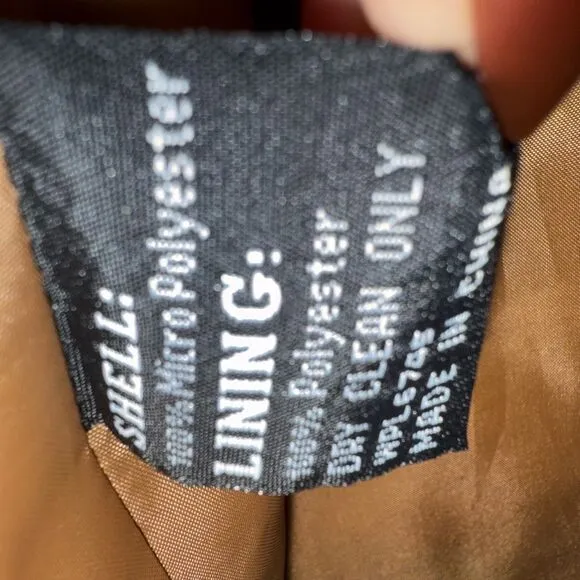 SHELL:
100% Micro Polyester
LINING:
100% Polyester
DRY CLEAN ONLY
MADE IN CHINA